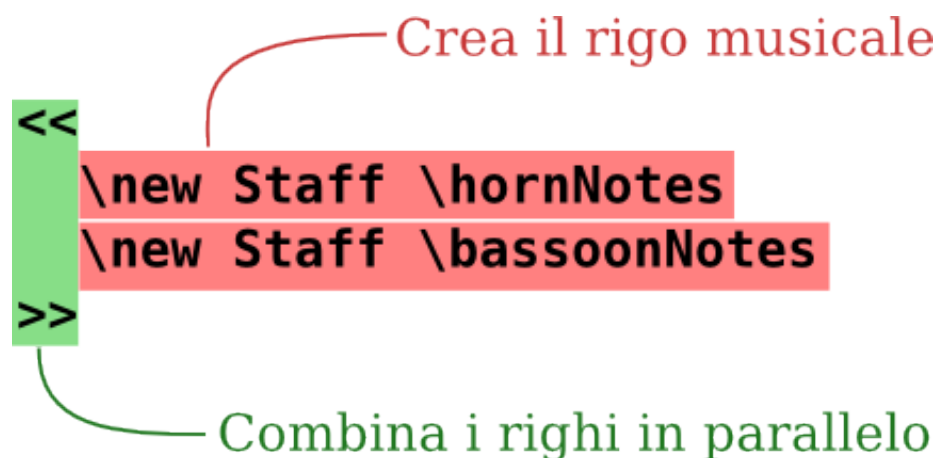 Crea il rigo musicale
<<
\new Staff \hornNotes
\new Staff \bassoonNotes
>>
Combina i righi in parallelo